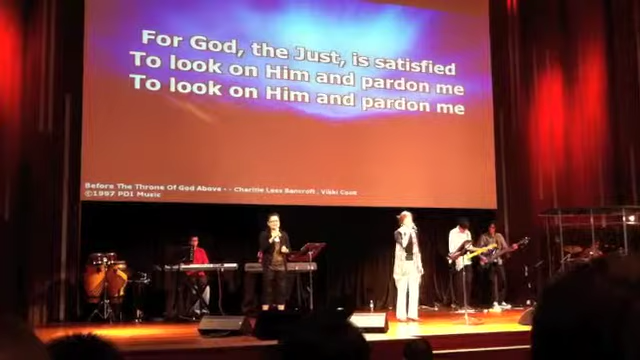 For God, the Just, is satisfied
To look on Him and pardon me
To look on Him and pardon me
Before The Throne Of God Above - - Charitie Lees Bancroft, Vikki Cook
©1997 PDI Music